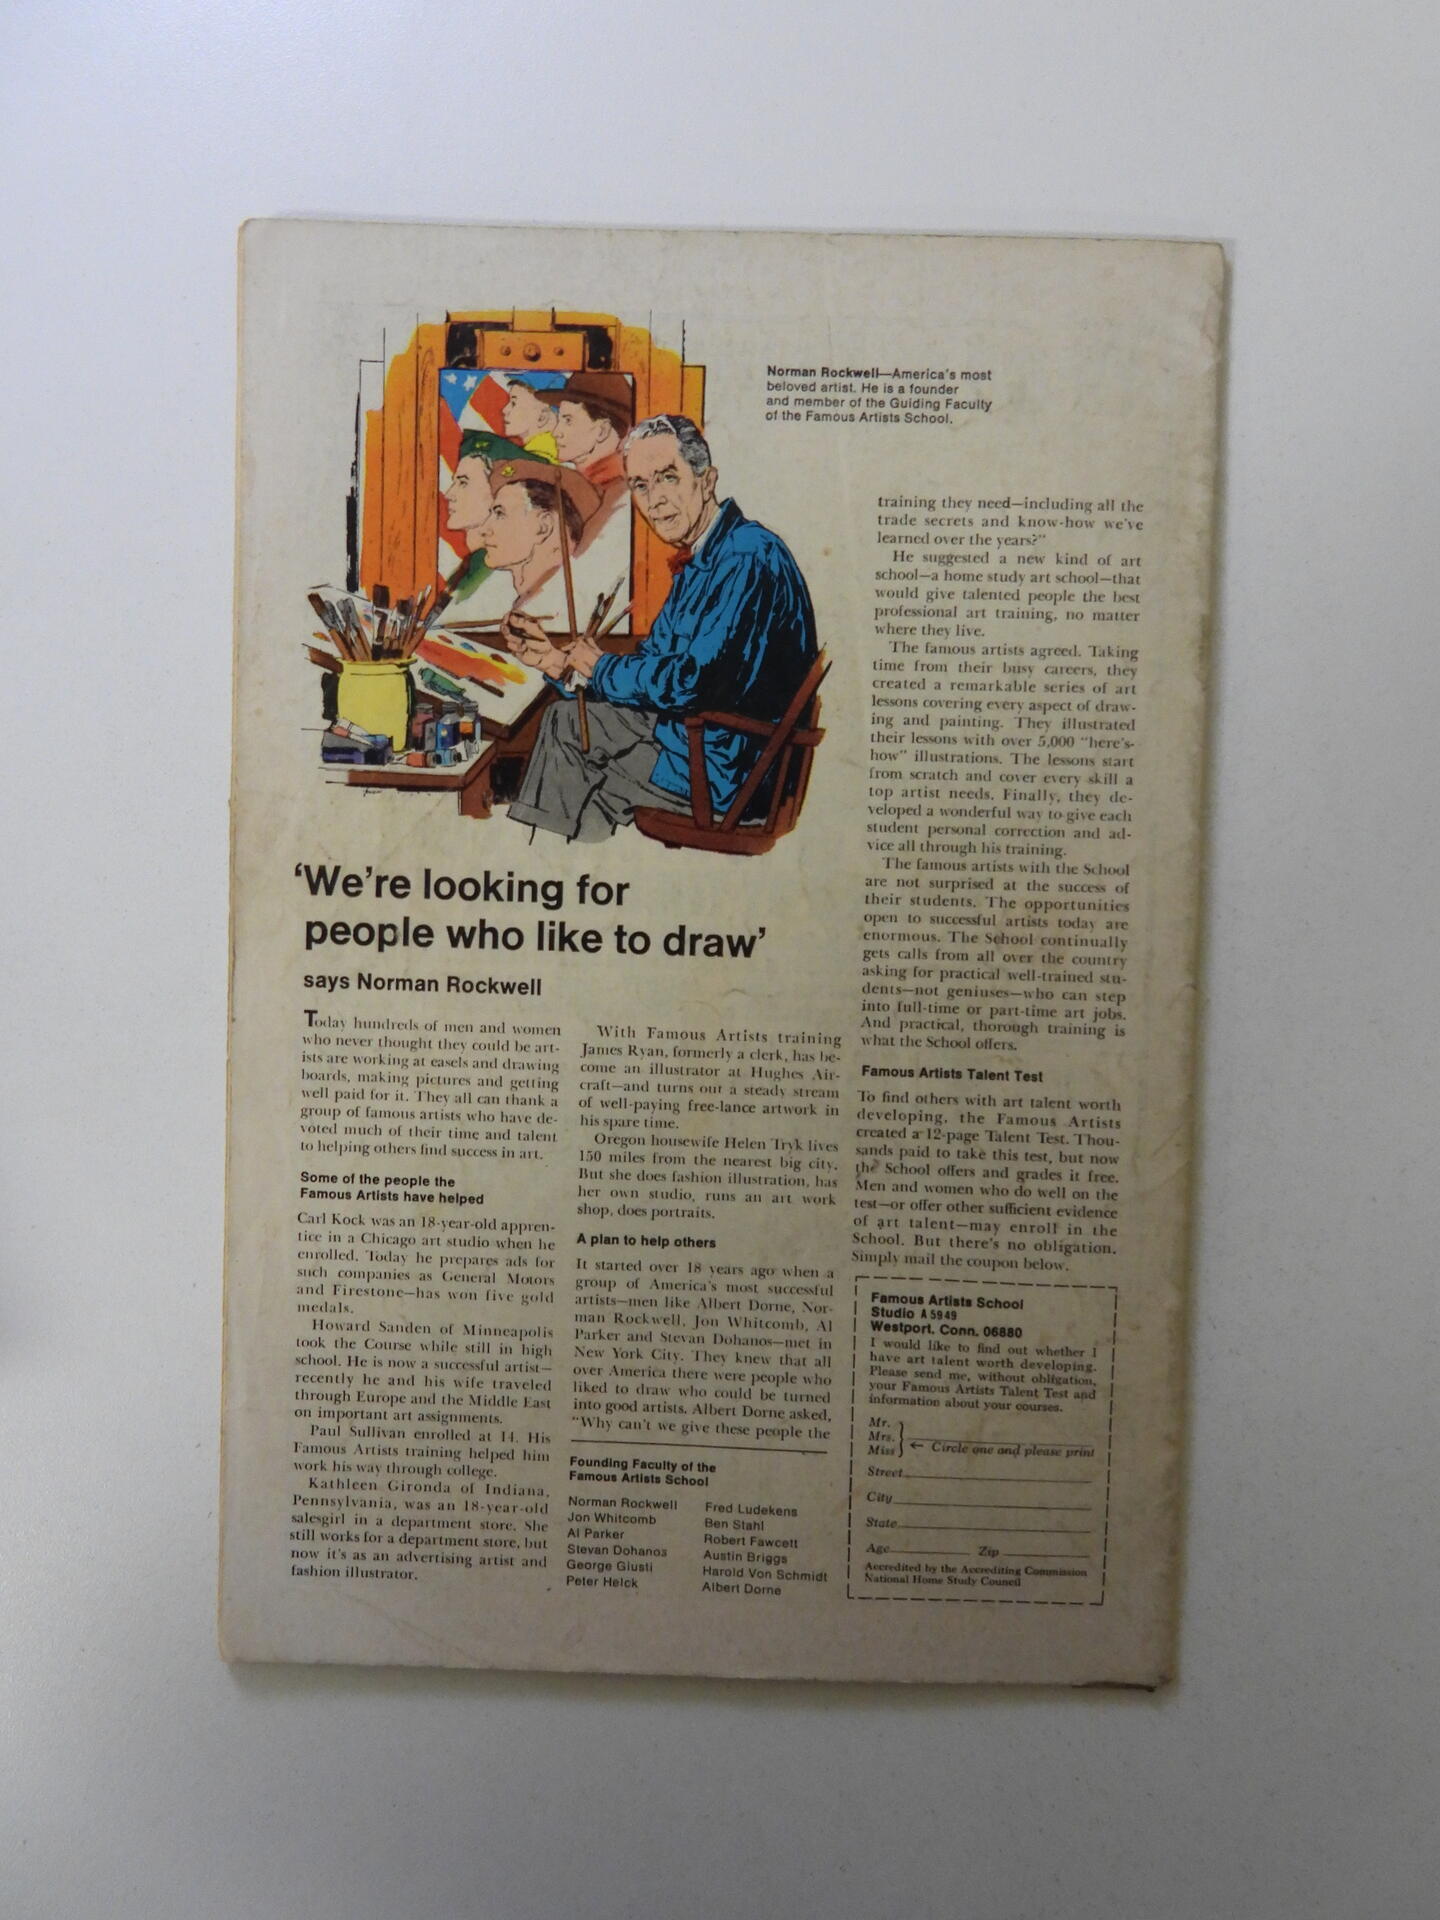 Norman Rockwell—America's most
beloved artist. He is a founder
and member of the Guiding Faculty
of the Famous Artists School.
'We're looking for
people who like to draw'
says Norman Rockwell
Today hundreds of men and women
who never thought they could be art-
ists are working at easels and drawing
boards, making pictures and getting
well paid for it. They all can thank a
group of famous artists who have de-
voted much of their time and talent
to helping others find success in art.
Some of the people the
Famous Artists have helped
Carl Kock was an 18-year-old appren-
tice in a Chicago art studio when he
enrolled. Today he prepares ads for
such companies as General Motors
and Firestone—has won five gold
medals.
Howard Sanden of Minneapolis
took the Course while still in high
school. He is now a successful artist—
recently he and his wife traveled
through Europe and the Middle East
on important art assignments.
Paul Sullivan enrolled at 14. His
Famous Artists training helped him
work his way through college.
Kathleen Gironda of Indiana,
Pennsylvania, was an 18-year-old
salesgirl in a department store. She
still works for a department store, but
now it's as an advertising artist and
fashion illustrator.
With Famous Artists training
James Ryan, formerly a clerk, has be-
come an illustrator at Hughes Air-
craft—and turns out a steady stream
of well-paying free-lance artwork in
his spare time.
Oregon housewife Helen Tryk lives
150 miles from the nearest big city.
But she does fashion illustration, has
her own studio, runs an art work
shop, does portraits.
A plan to help others
It started over 18 years ago when a
group of America's most successful
artists—men like Albert Dorne, Nor-
man Rockwell, Jon Whitcomb, Al
Parker and Stevan Dohanos—met in
New York City. They knew that all
over America there were people who
liked to draw who could be turned
into good artists. Albert Dorne asked,
"Why can't we give these people the
Founding Faculty of the
Famous Artists School
Norman Rockwell
Jon Whitcomb
Al Parker
Stevan Dohanos
George Giusti
Peter Helck
Fred Ludekens
Ben Stahl
Robert Fawcett
Austin Briggs
Harold Von Schmidt
Albert Dorne
training they need—including all the
trade secrets and know-how we've
learned over the years?"
He suggested a new kind of art
school—a home study art school—that
would give talented people the best
professional art training, no matter
where they live.
The famous artists agreed. Taking
time from their busy careers, they
created a remarkable series of art
lessons covering every aspect of draw-
ing and painting. They illustrated
their lessons with over 5,000 "here's-
how" illustrations. The lessons start
from scratch and cover every skill a
top artist needs. Finally, they de-
veloped a wonderful way to give each
student personal correction and ad-
vice all through his training.
The famous artists with the School
are not surprised at the success of
their students. The opportunities
open to successful artists today are
enormous. The School continually
gets calls from all over the country
asking for practical well-trained stu-
dents—not geniuses—who can step
into full-time or part-time art jobs.
And practical, thorough training is
what the School offers.
Famous Artists Talent Test
To find others with art talent worth
developing, the Famous Artists
created a 12-page Talent Test. Thou-
sands paid to take this test, but now
the School offers and grades it free.
Men and women who do well on the
test—or offer other sufficient evidence
of art talent—may enroll in the
School. But there's no obligation.
Simply mail the coupon below.
Famous Artists School
Studio A5949
Westport, Conn. 06880
I would like to find out whether I
have art talent worth developing.
Please send me, without obligation,
your Famous Artists Talent Test and
information about your courses.
Mr.
Mrs.
Miss ← Circle one and please print
Street
City
State
Age Zip
Accredited by the Accrediting Commission
National Home Study Council